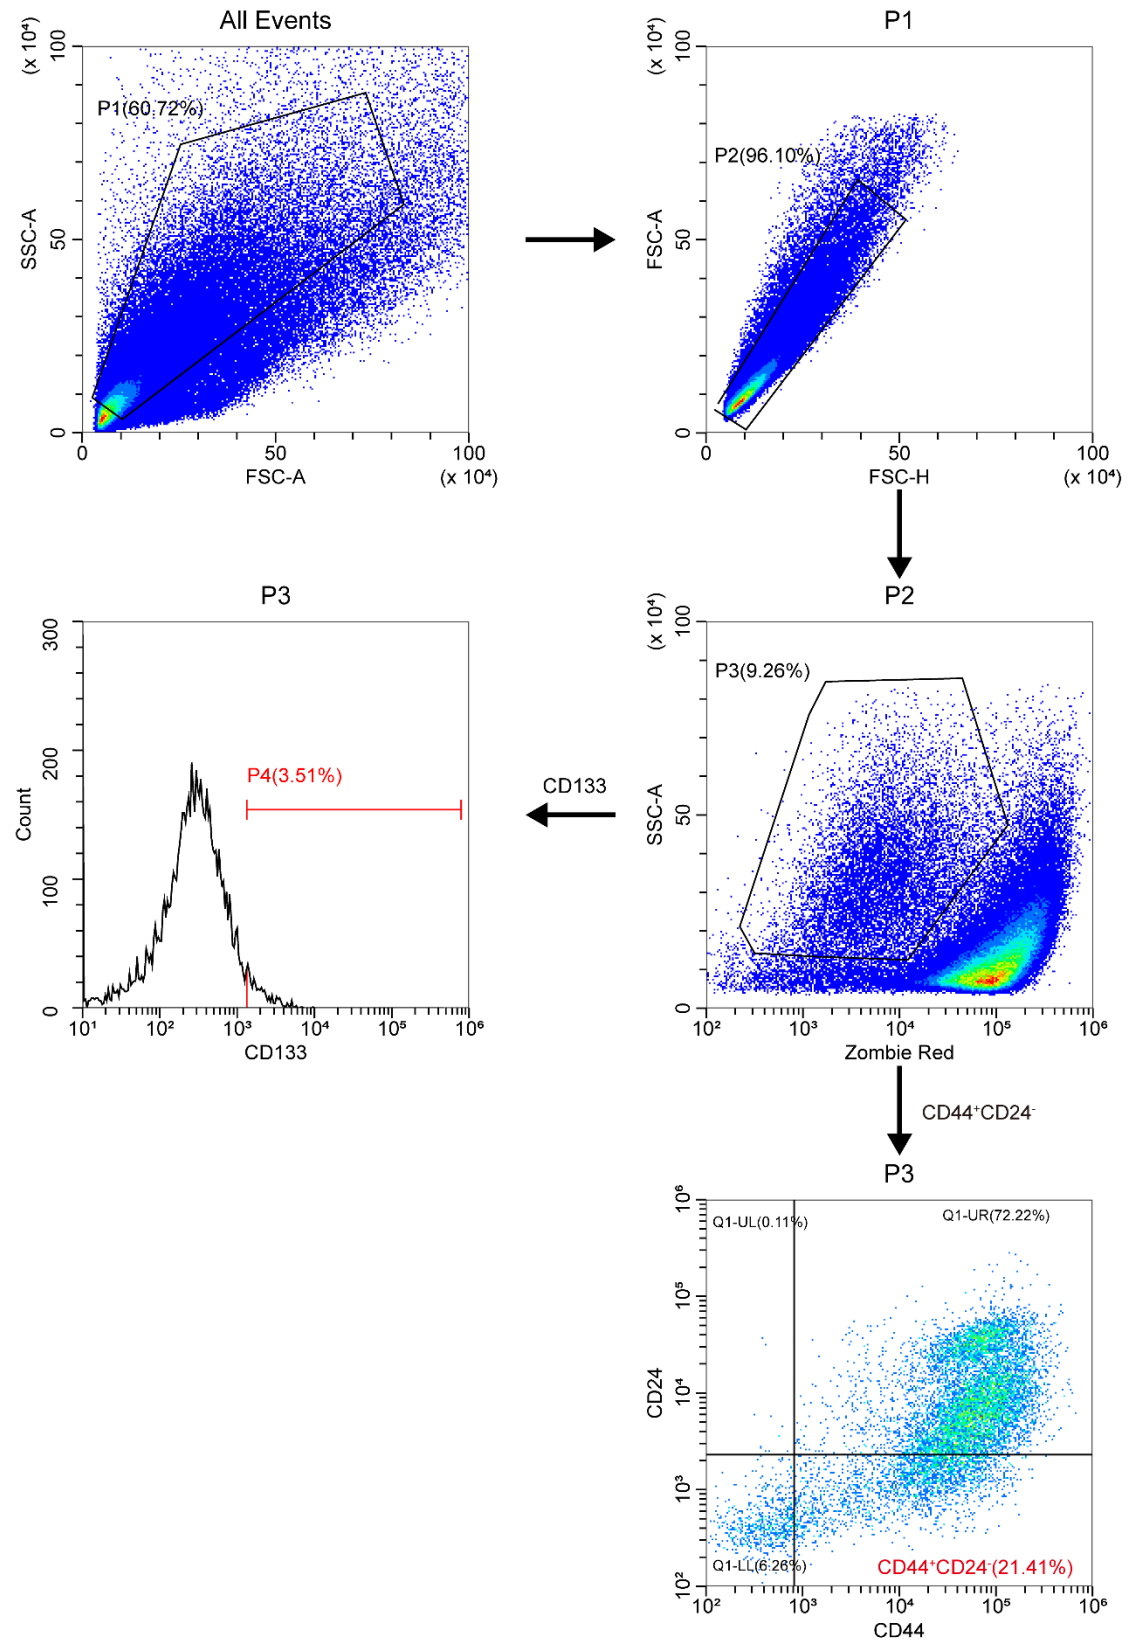 All Events
(x 10⁴)
100
P1(60.72%)
SSC-A
50
0
0 50 100
FSC-A (x 10⁴)
P1
(x 10⁴)
100
P2(96.10%)
FSC-A
50
0
0 50 100
FSC-H (x 10⁴)
P3
300
P4(3.51%)
200
Count
100
0
10¹ 10² 10³ 10⁴ 10⁵ 10⁶
CD133
CD133
P2
(x 10⁴)
100
P3(9.26%)
SSC-A
50
0
10² 10³ 10⁴ 10⁵ 10⁶
Zombie Red
CD44⁺CD24⁻
P3
10⁶
Q1-UL(0.11%) Q1-UR(72.22%)
10⁵
CD24
10⁴
10³
Q1-LL(6.26%) CD44⁺CD24⁻(21.41%)
10²
10² 10³ 10⁴ 10⁵ 10⁶
CD44